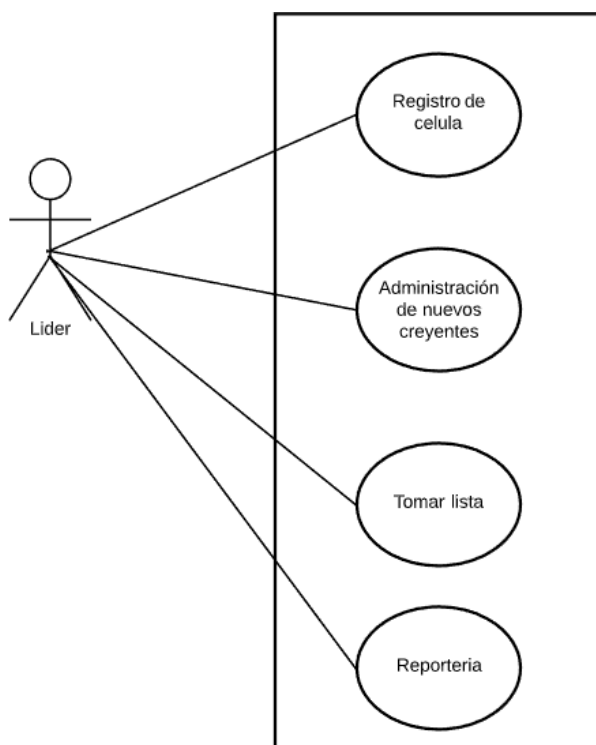 Registro de
celula
Administración
de nuevos
creyentes
Lider
Tomar lista
Reporteria